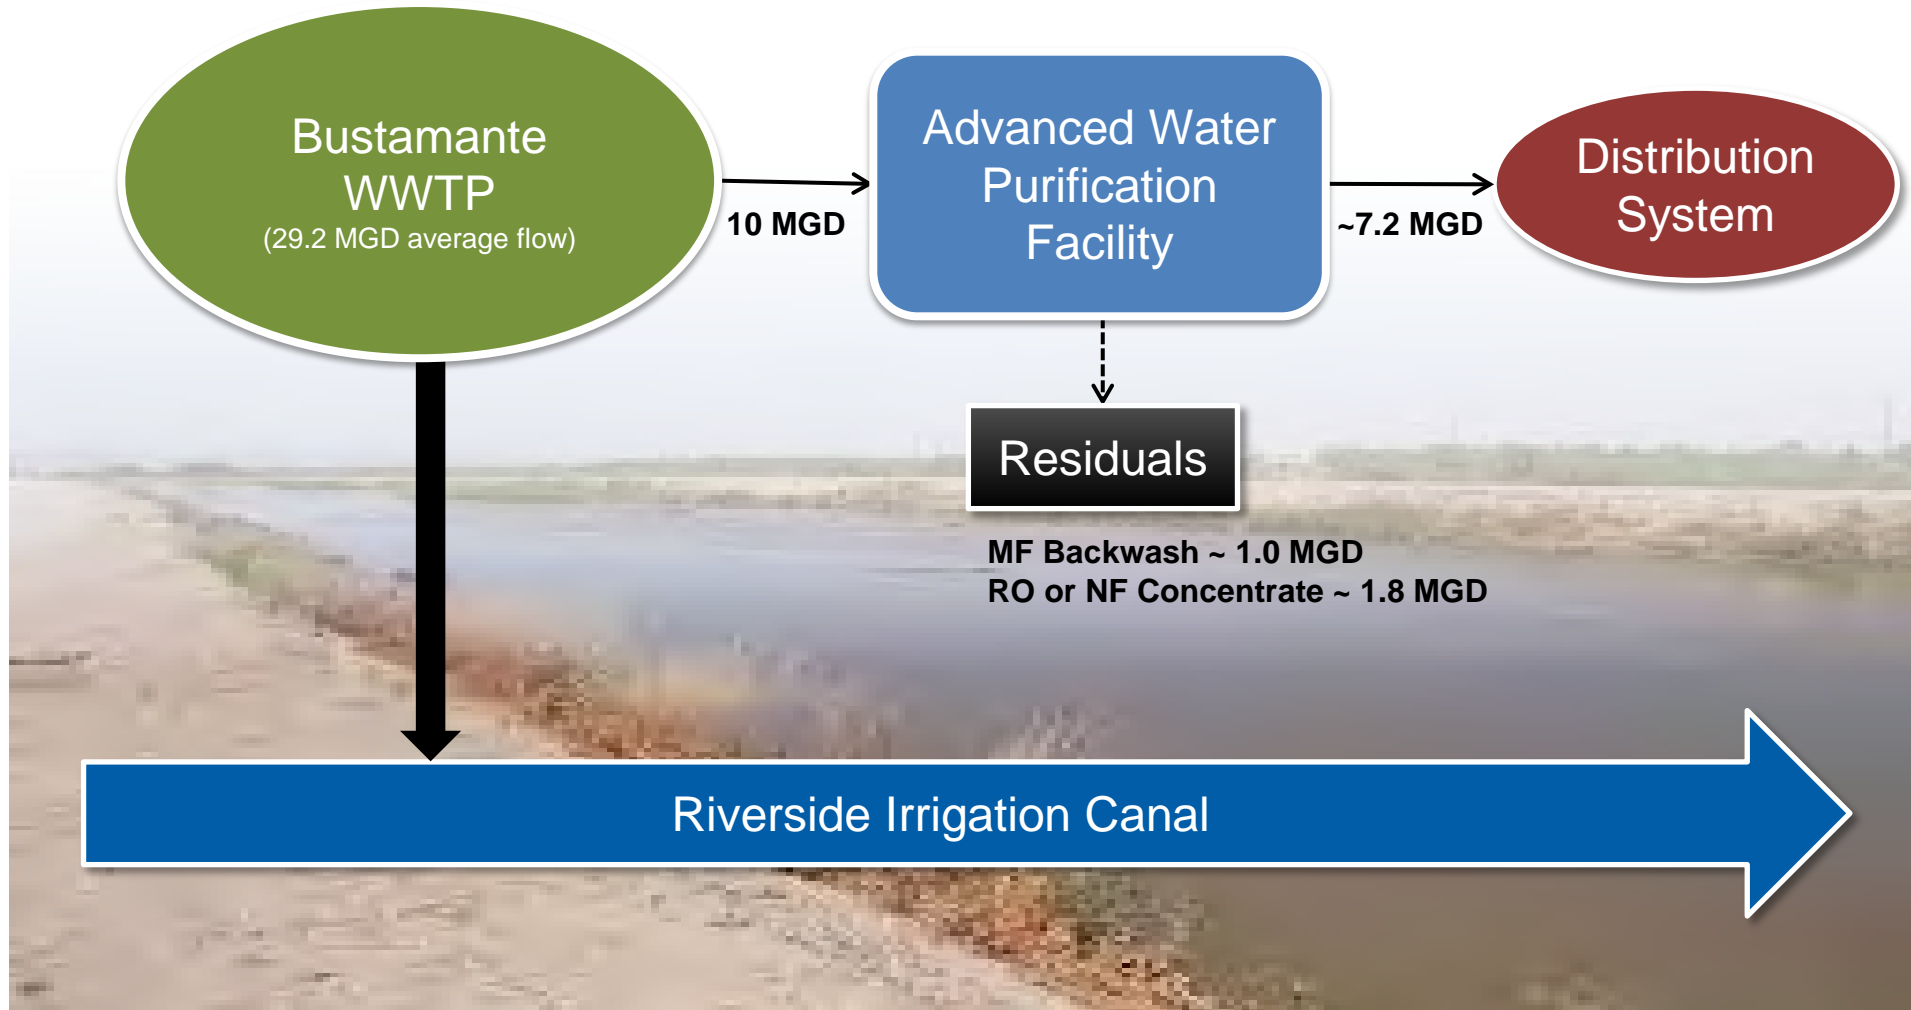 Bustamante
WWTP
(29.2 MGD average flow)
10 MGD
Advanced Water
Purification
Facility
~7.2 MGD
Distribution
System
Residuals
MF Backwash ~ 1.0 MGD
RO or NF Concentrate ~ 1.8 MGD
Riverside Irrigation Canal